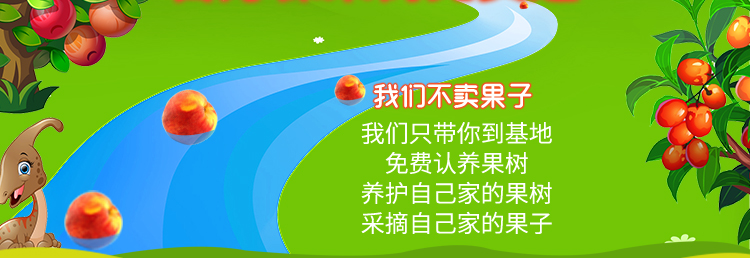 我们不卖果子
我们只带你到基地
免费认养果树
养护自己家的果树
采摘自己家的果子